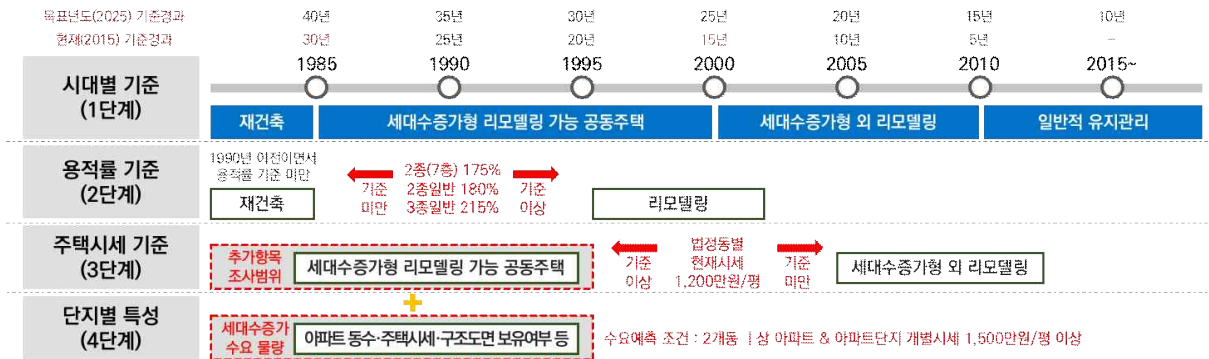 목표년도(2025) 기준경과 40년 35년 30년 25년 20년 15년 10년
현재(2015) 기준경과 30년 25년 20년 15년 10년 5년 –
1985 1990 1995 2000 2005 2010 2015~
시대별 기준
(1단계)
재건축 세대수증가형 리모델링 가능 공동주택 세대수증가형 외 리모델링 일반적 유지관리
용적률 기준
(2단계)
1990년 이전이면서
용적률 기준 미만
재건축
기준
미만
2종(7층) 175%
2종일반 180%
3종일반 215%
기준
이상
리모델링
주택시세 기준
(3단계)
추가항목
조사범위
세대수증가형 리모델링 가능 공동주택
기준
이상
법정동별
현재시세
1,200만원/평
기준
미만
세대수증가형 외 리모델링
+
단지별 특성
(4단계)
세대수증가
수요 물량
아파트 동수·주택시세·구조도면 보유여부 등
수요예측 조건 : 2개동 상 아파트 & 아파트단지 개별시세 1,500만원/평 이상